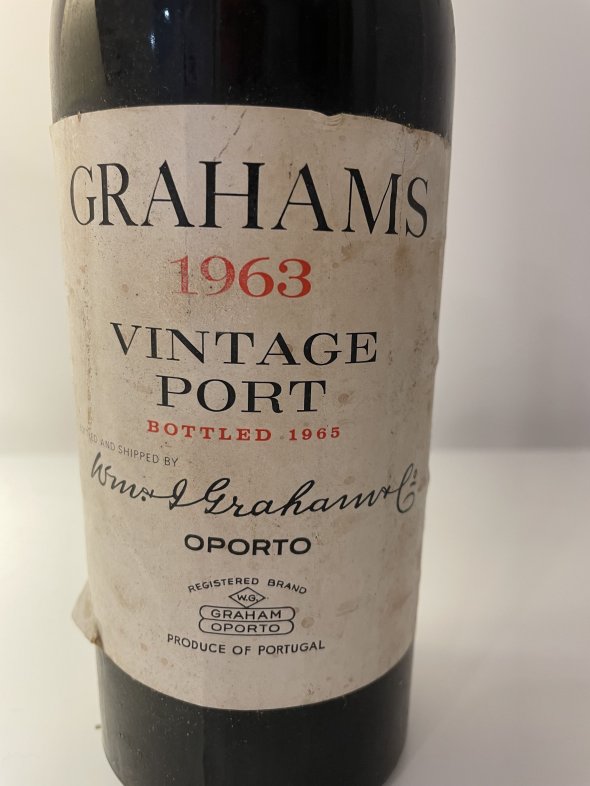 GRAHAMS
1963
VINTAGE
PORT
BOTTLED 1965
AND SHIPPED BY
Wm. & J Graham & Co
OPORTO
REGISTERED BRAND
W.G.
GRAHAM
OPORTO
PRODUCE OF PORTUGAL